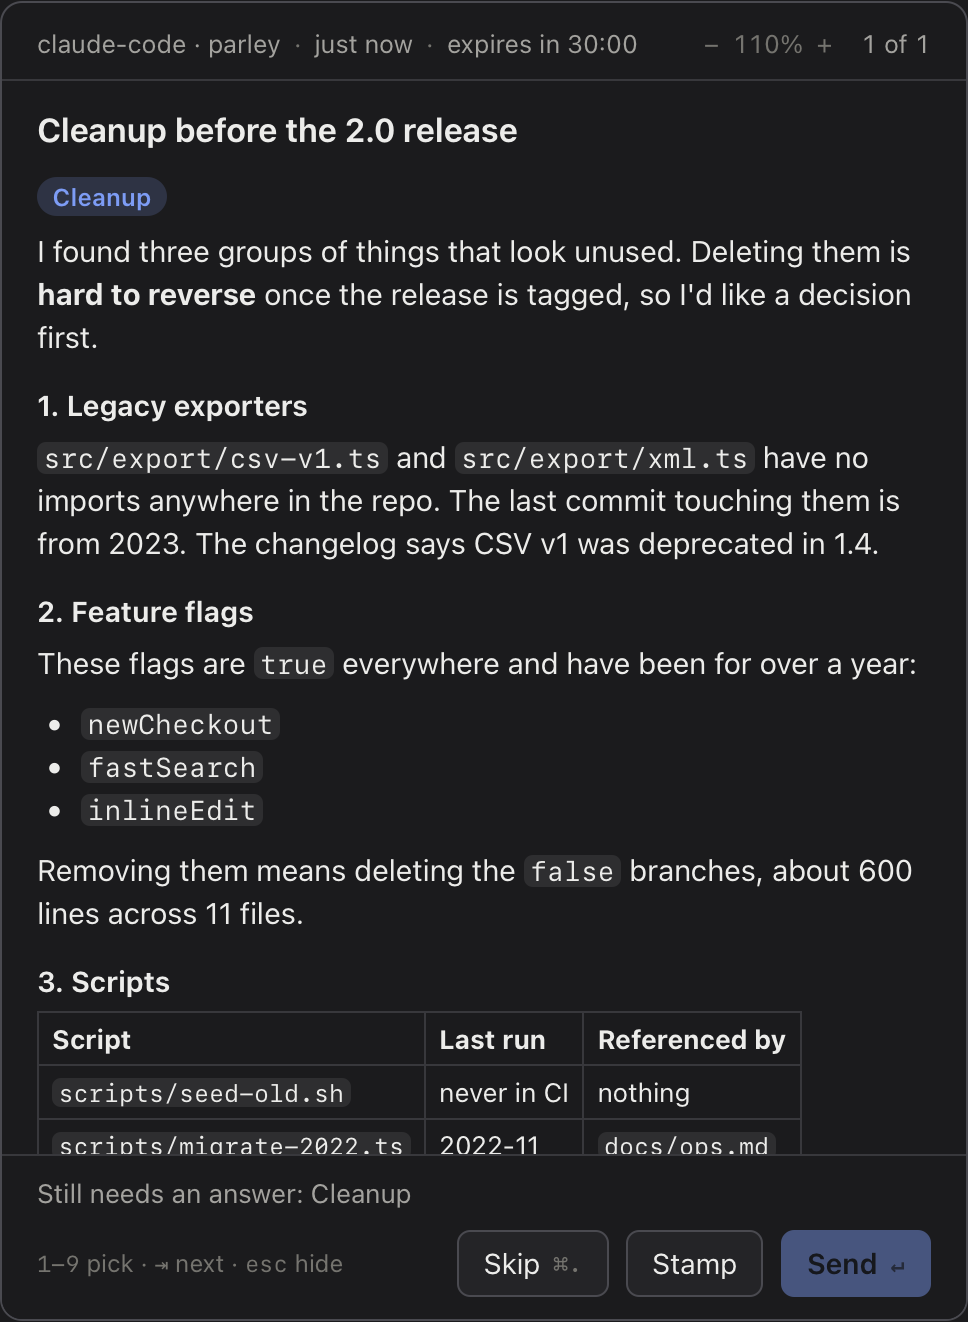 claude-code · parley · just now · expires in 30:00 − 110% + 1 of 1
Cleanup before the 2.0 release
Cleanup
I found three groups of things that look unused. Deleting them is
hard to reverse once the release is tagged, so I'd like a decision
first.
1. Legacy exporters
src/export/csv-v1.ts and src/export/xml.ts have no
imports anywhere in the repo. The last commit touching them is
from 2023. The changelog says CSV v1 was deprecated in 1.4.
2. Feature flags
These flags are true everywhere and have been for over a year:
• newCheckout
• fastSearch
• inlineEdit
Removing them means deleting the false branches, about 600
lines across 11 files.
3. Scripts
Script Last run Referenced by
scripts/seed-old.sh never in CI nothing
scripts/migrate-2022.ts 2022-11 docs/ops.md
Still needs an answer: Cleanup
1–9 pick · ⇥ next · esc hide Skip ⌘. Stamp Send ↵